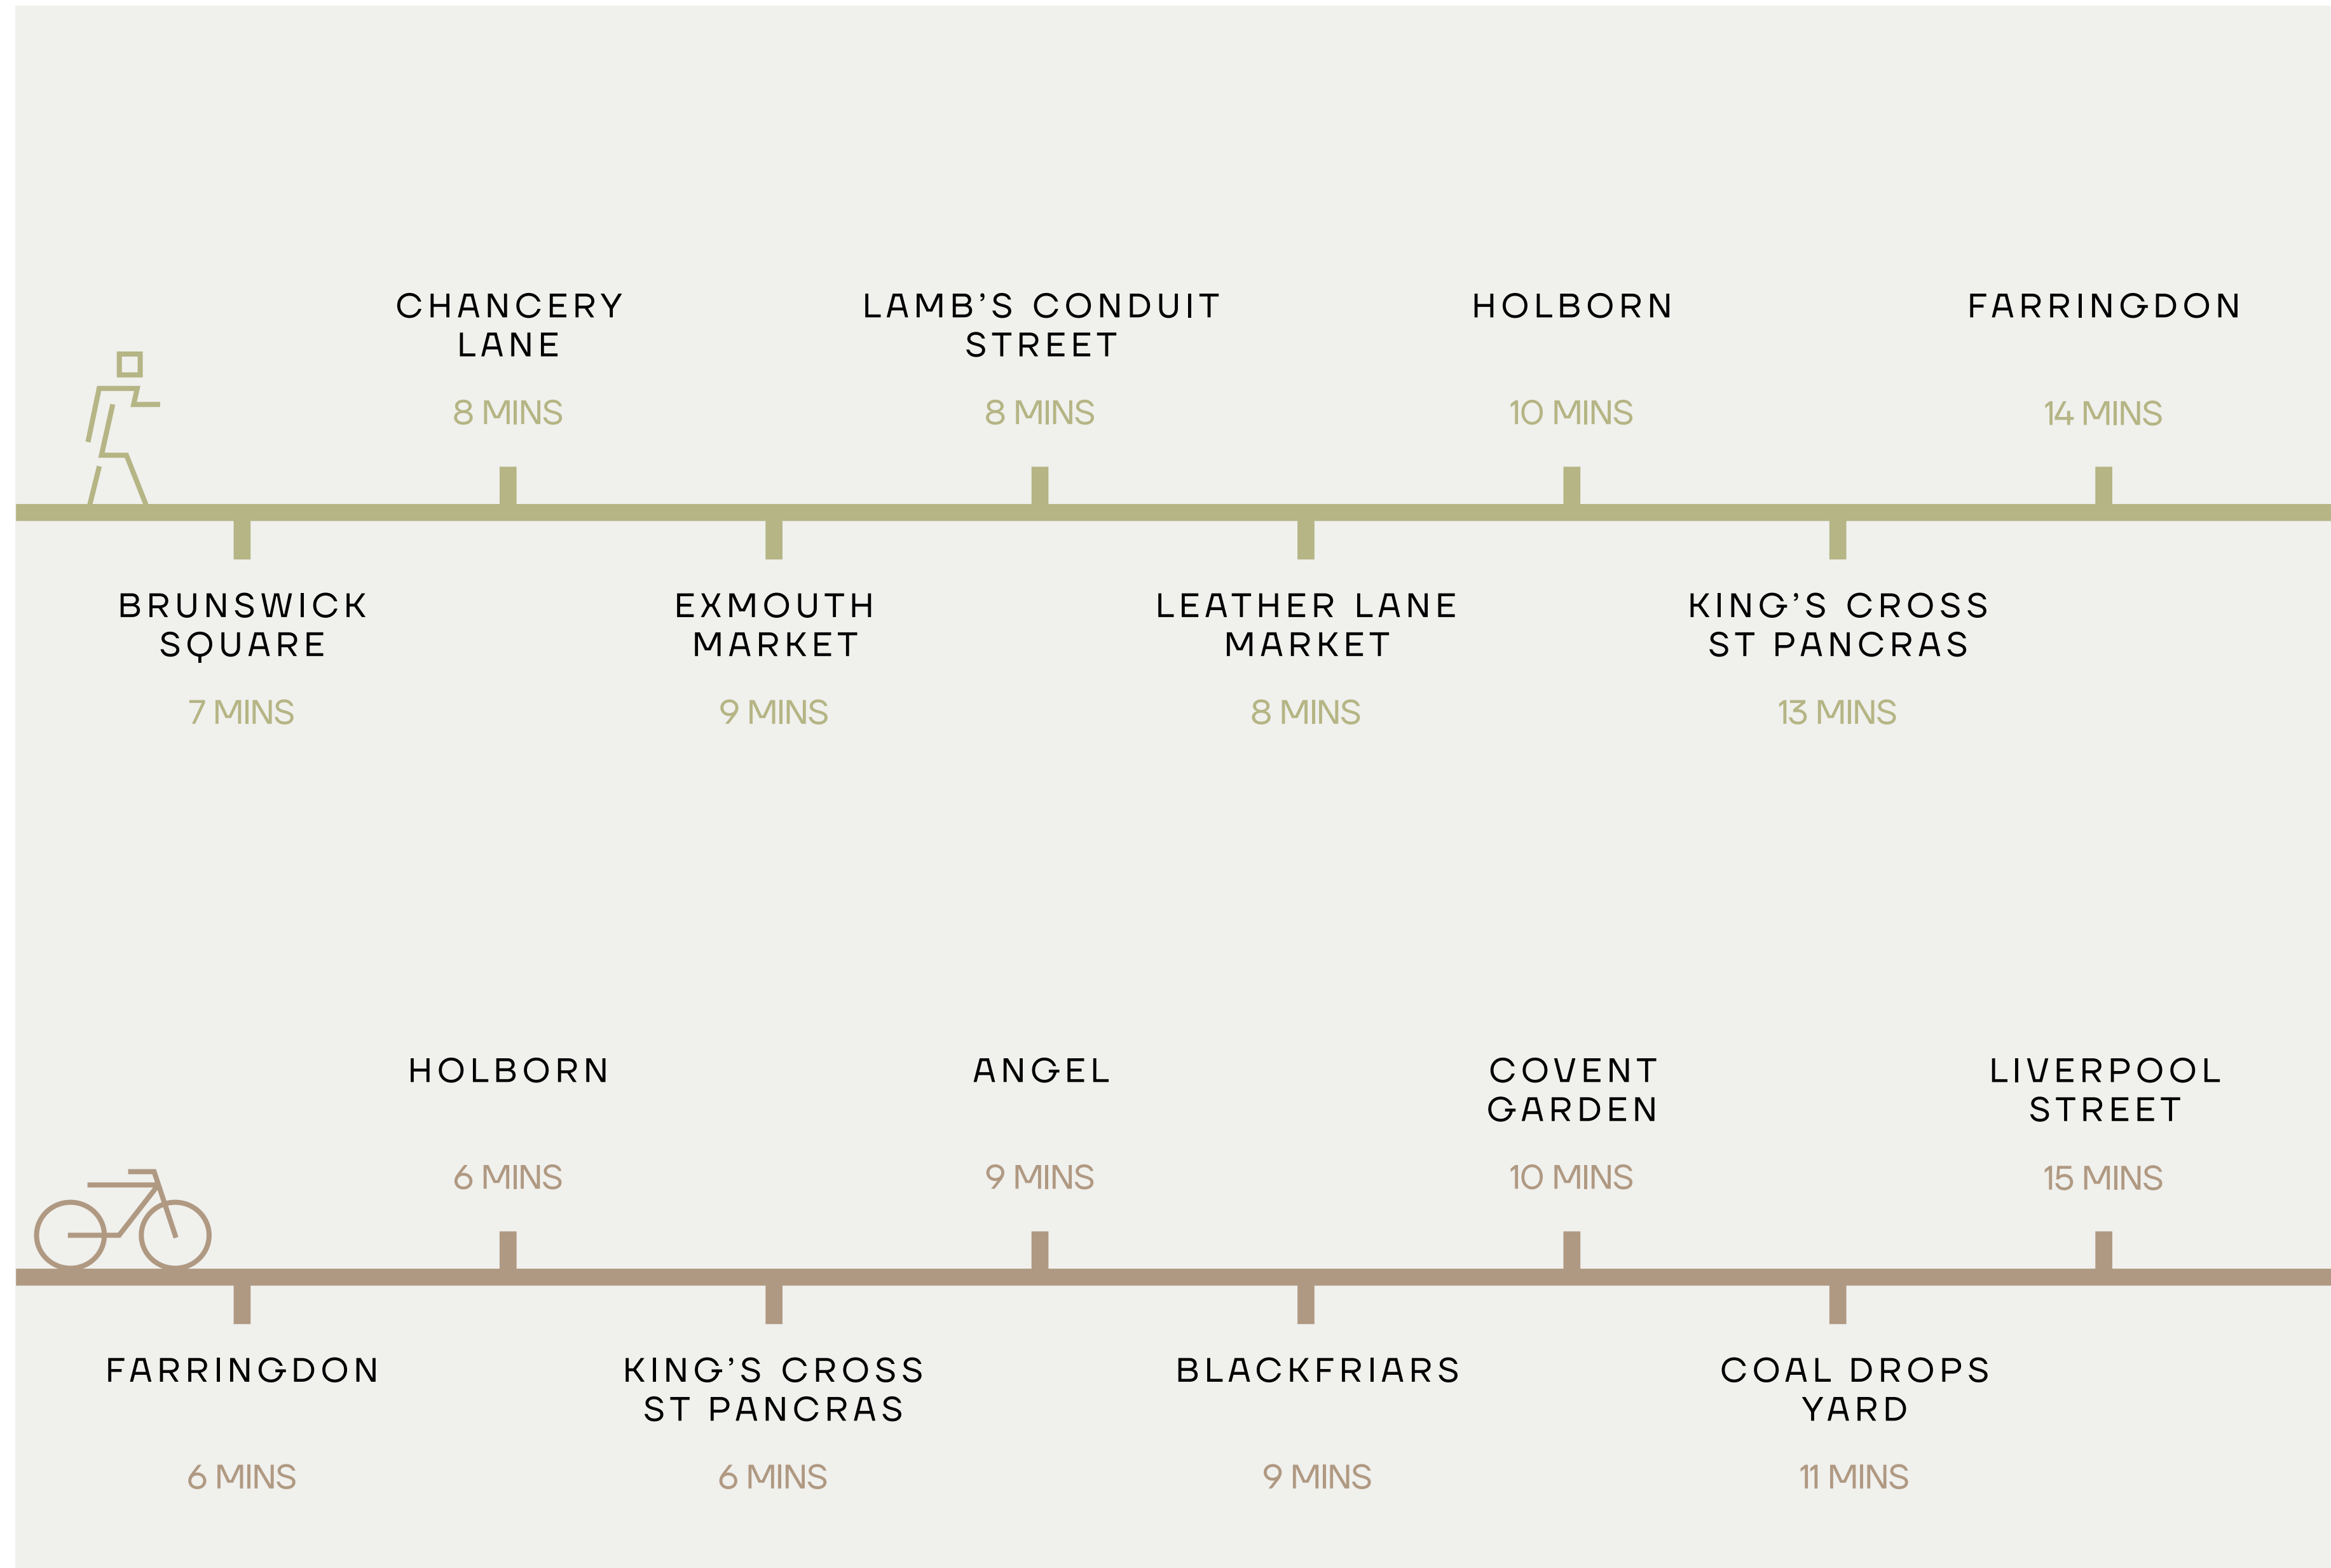 CHANCERY
LANE
8 MINS
LAMB’S CONDUIT
STREET
8 MINS
HOLBORN
10 MINS
FARRINGDON
14 MINS
BRUNSWICK
SQUARE
7 MINS
EXMOUTH
MARKET
9 MINS
LEATHER LANE
MARKET
8 MINS
KING’S CROSS
ST PANCRAS
13 MINS
HOLBORN
6 MINS
ANGEL
9 MINS
COVENT
GARDEN
10 MINS
LIVERPOOL
STREET
15 MINS
FARRINGDON
6 MINS
KING’S CROSS
ST PANCRAS
6 MINS
BLACKFRIARS
9 MINS
COAL DROPS
YARD
11 MINS